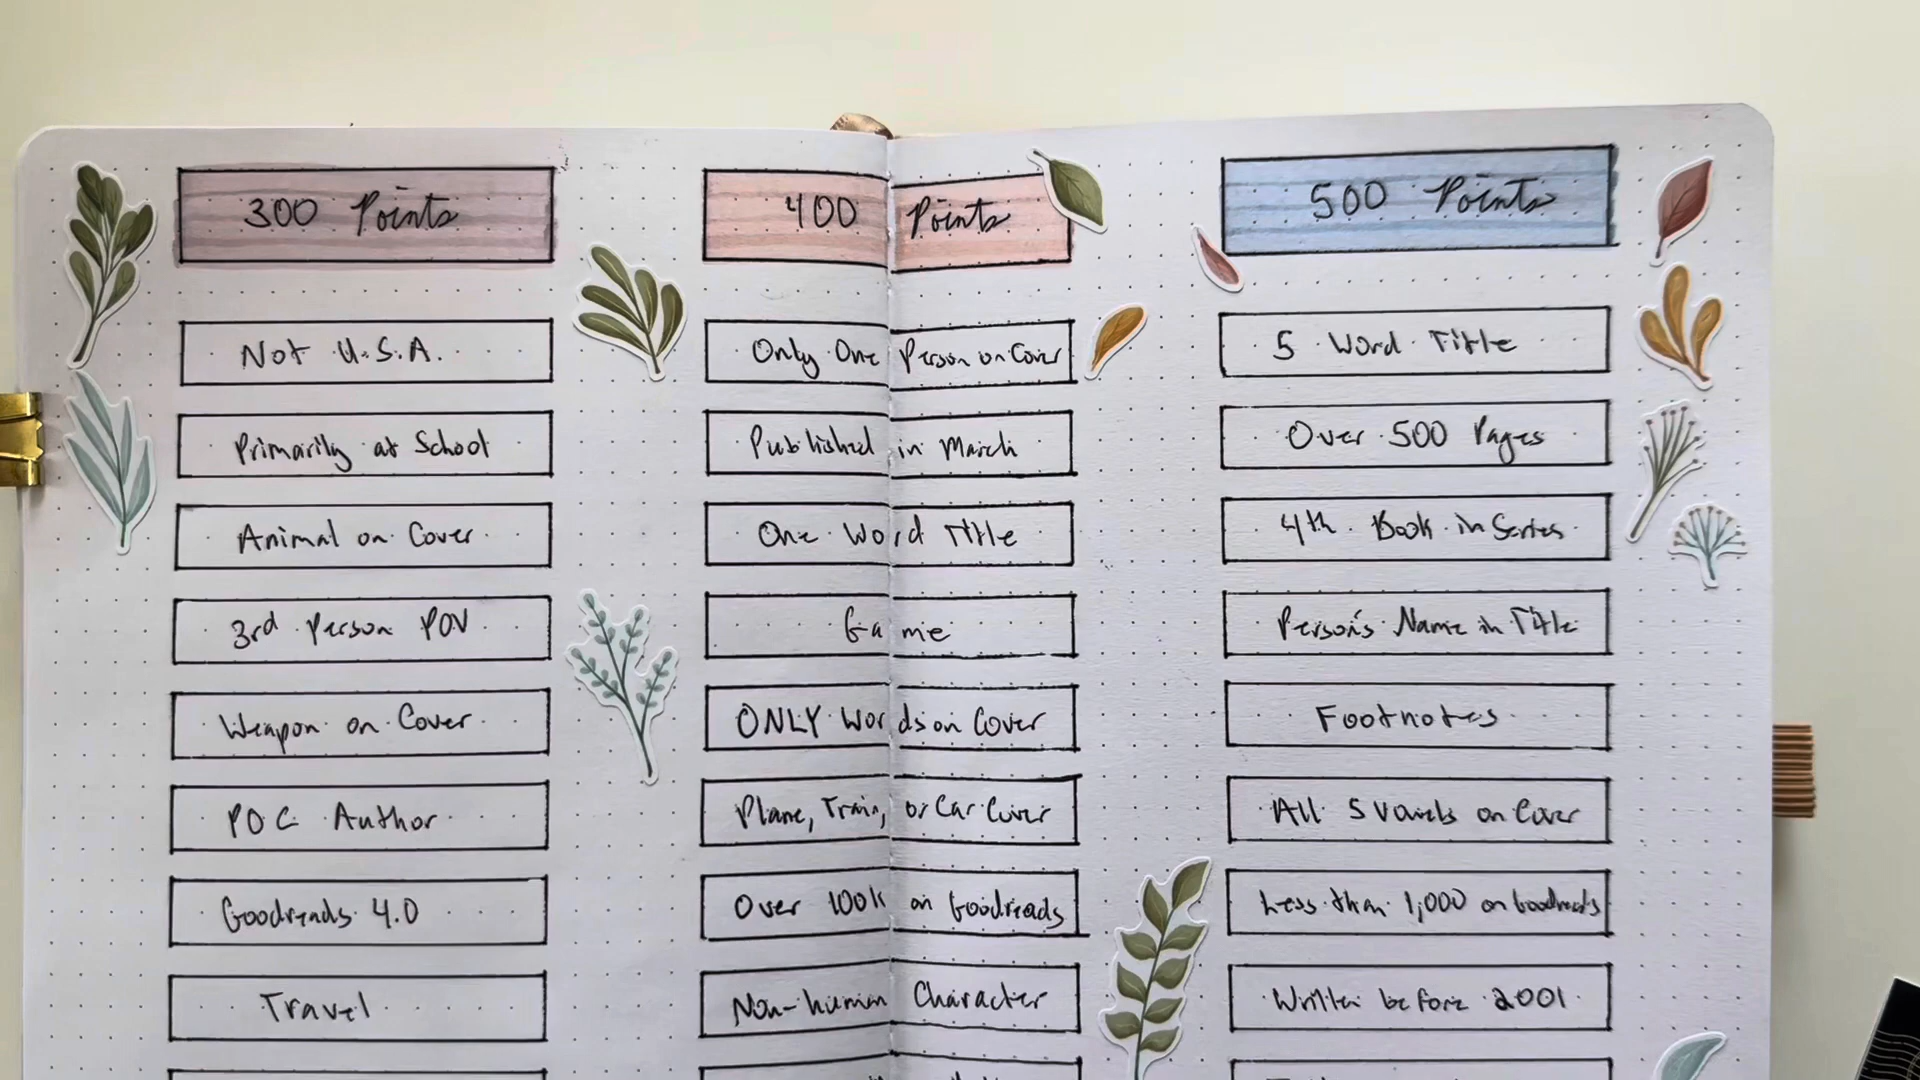 300 Points
Not U.S.A.
Primarily at School
Animal on Cover
3rd Person POV
Weapon on Cover
POC Author
Goodreads 4.0
Travel
400 Points
Only One Person on Cover
Published in March
One Word Title
Game
ONLY Words on Cover
Plane, Train, or Car Cover
Over 100k on Goodreads
Non-human Character
500 Points
5 Word Title
Over 500 Pages
4th Book in Series
Person's Name in Title
Footnotes
All 5 Vowels on Cover
Less than 1,000 on Goodreads
Written before 2001